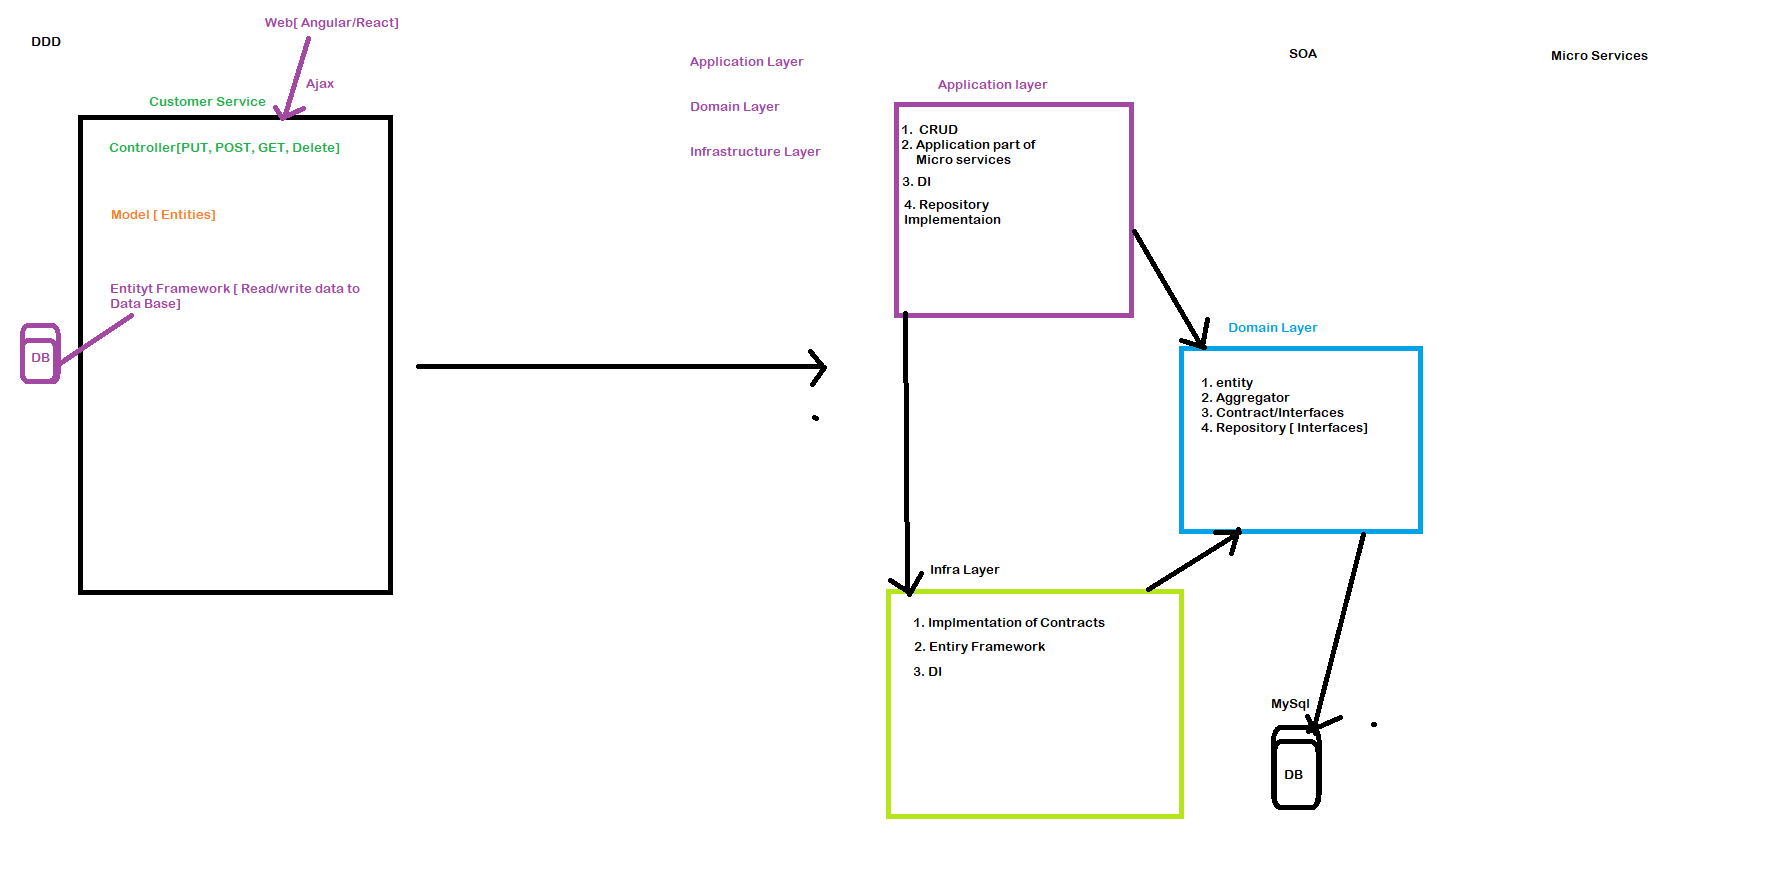 DDD
Web[ Angular/React]
Ajax
Customer Service
Controller[PUT, POST, GET, Delete]
Model [ Entities]
Entityt Framework [ Read/write data to
Data Base]
DB
Application Layer
Domain Layer
Infrastructure Layer
Application layer
1. CRUD
2. Application part of
Micro services
3. DI
4. Repository
Implementaion
SOA
Micro Services
Domain Layer
1. entity
2. Aggregator
3. Contract/Interfaces
4. Repository [ Interfaces]
Infra Layer
1. Implmentation of Contracts
2. Entiry Framework
3. DI
MySql
DB